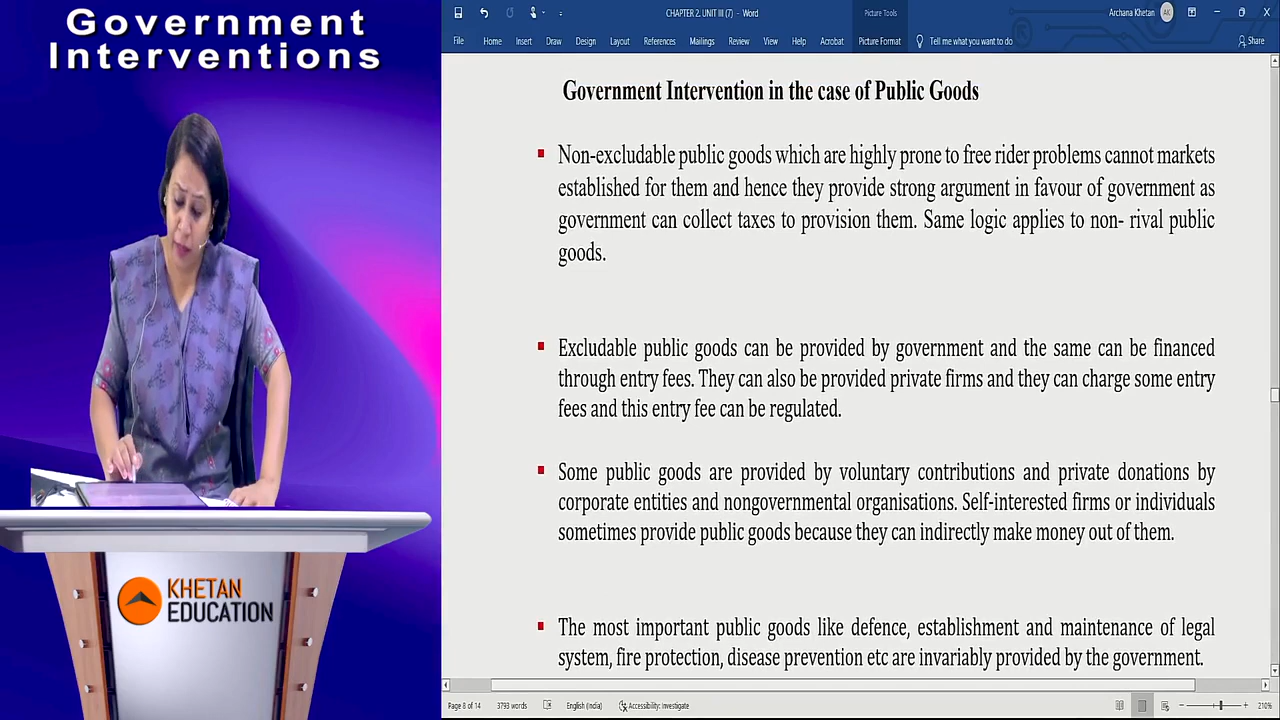 Government
Interventions
CHAPTER 2. UNIT III (7) – Word
Picture Tools
Archana Khetan
AK
File
Home
Insert
Draw
Design
Layout
References
Mailings
Review
View
Help
Acrobat
Picture Format
Tell me what you want to do
Share
Government Intervention in the case of Public Goods
Non-excludable public goods which are highly prone to free rider problems cannot markets
established for them and hence they provide strong argument in favour of government as
government can collect taxes to provision them. Same logic applies to non- rival public
goods.
Excludable public goods can be provided by government and the same can be financed
through entry fees. They can also be provided private firms and they can charge some entry
fees and this entry fee can be regulated.
Some public goods are provided by voluntary contributions and private donations by
corporate entities and nongovernmental organisations. Self-interested firms or individuals
sometimes provide public goods because they can indirectly make money out of them.
The most important public goods like defence, establishment and maintenance of legal
system, fire protection, disease prevention etc are invariably provided by the government.
KHETAN
EDUCATION
Page 8 of 14
3793 words
English (India)
Accessibility: Investigate
210%